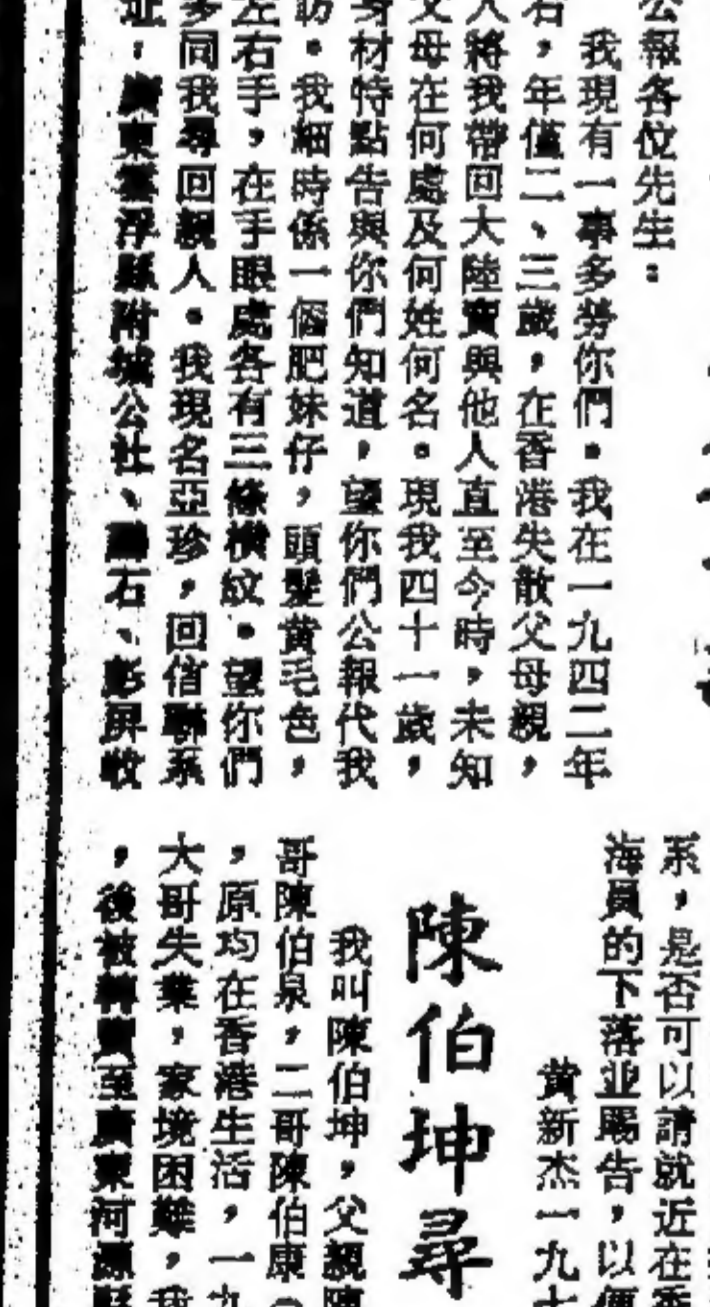 公報各位先生：
我現有一事多勞你們。我在一九四二年
右，年僅二、三歲，在香港失散父母親，
人將我帶回大陸賣與他人直至今時，未知
父母在何處及何姓何名。現我四十一歲，
身材特點告與你們知道，望你們公報代我
訪。我細時係一個肥妹仔，頭髮黃毛色，
左右手，在手眼處各有三條橫紋。望你們
多同我尋回親人。我現名亞珍，回信聯系
址，廣東雲浮縣附城公社、石、彭屏收
系，是否可以請就近在香
海員的下落並賜告，以便
黃新杰一九七
陳伯坤尋
我叫陳伯坤，父親陳
哥陳伯泉，二哥陳伯康
，原均在香港生活，一九
大哥失業，家境困難，我
，後被轉賣至廣東河源縣